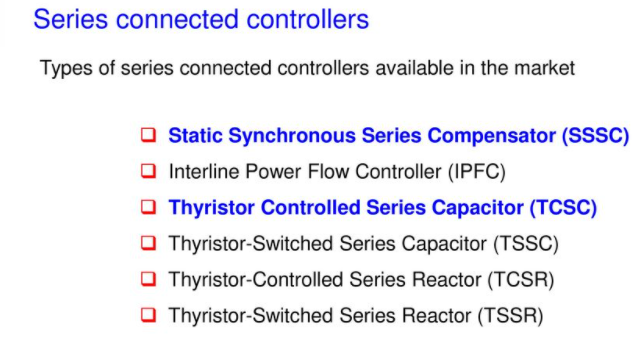 Series connected controllers
Types of series connected controllers available in the market
Static Synchronous Series Compensator (SSSC)
Interline Power Flow Controller (IPFC)
Thyristor Controlled Series Capacitor (TCSC)
Thyristor-Switched Series Capacitor (TSSC)
Thyristor-Controlled Series Reactor (TCSR)
Thyristor-Switched Series Reactor (TSSR)